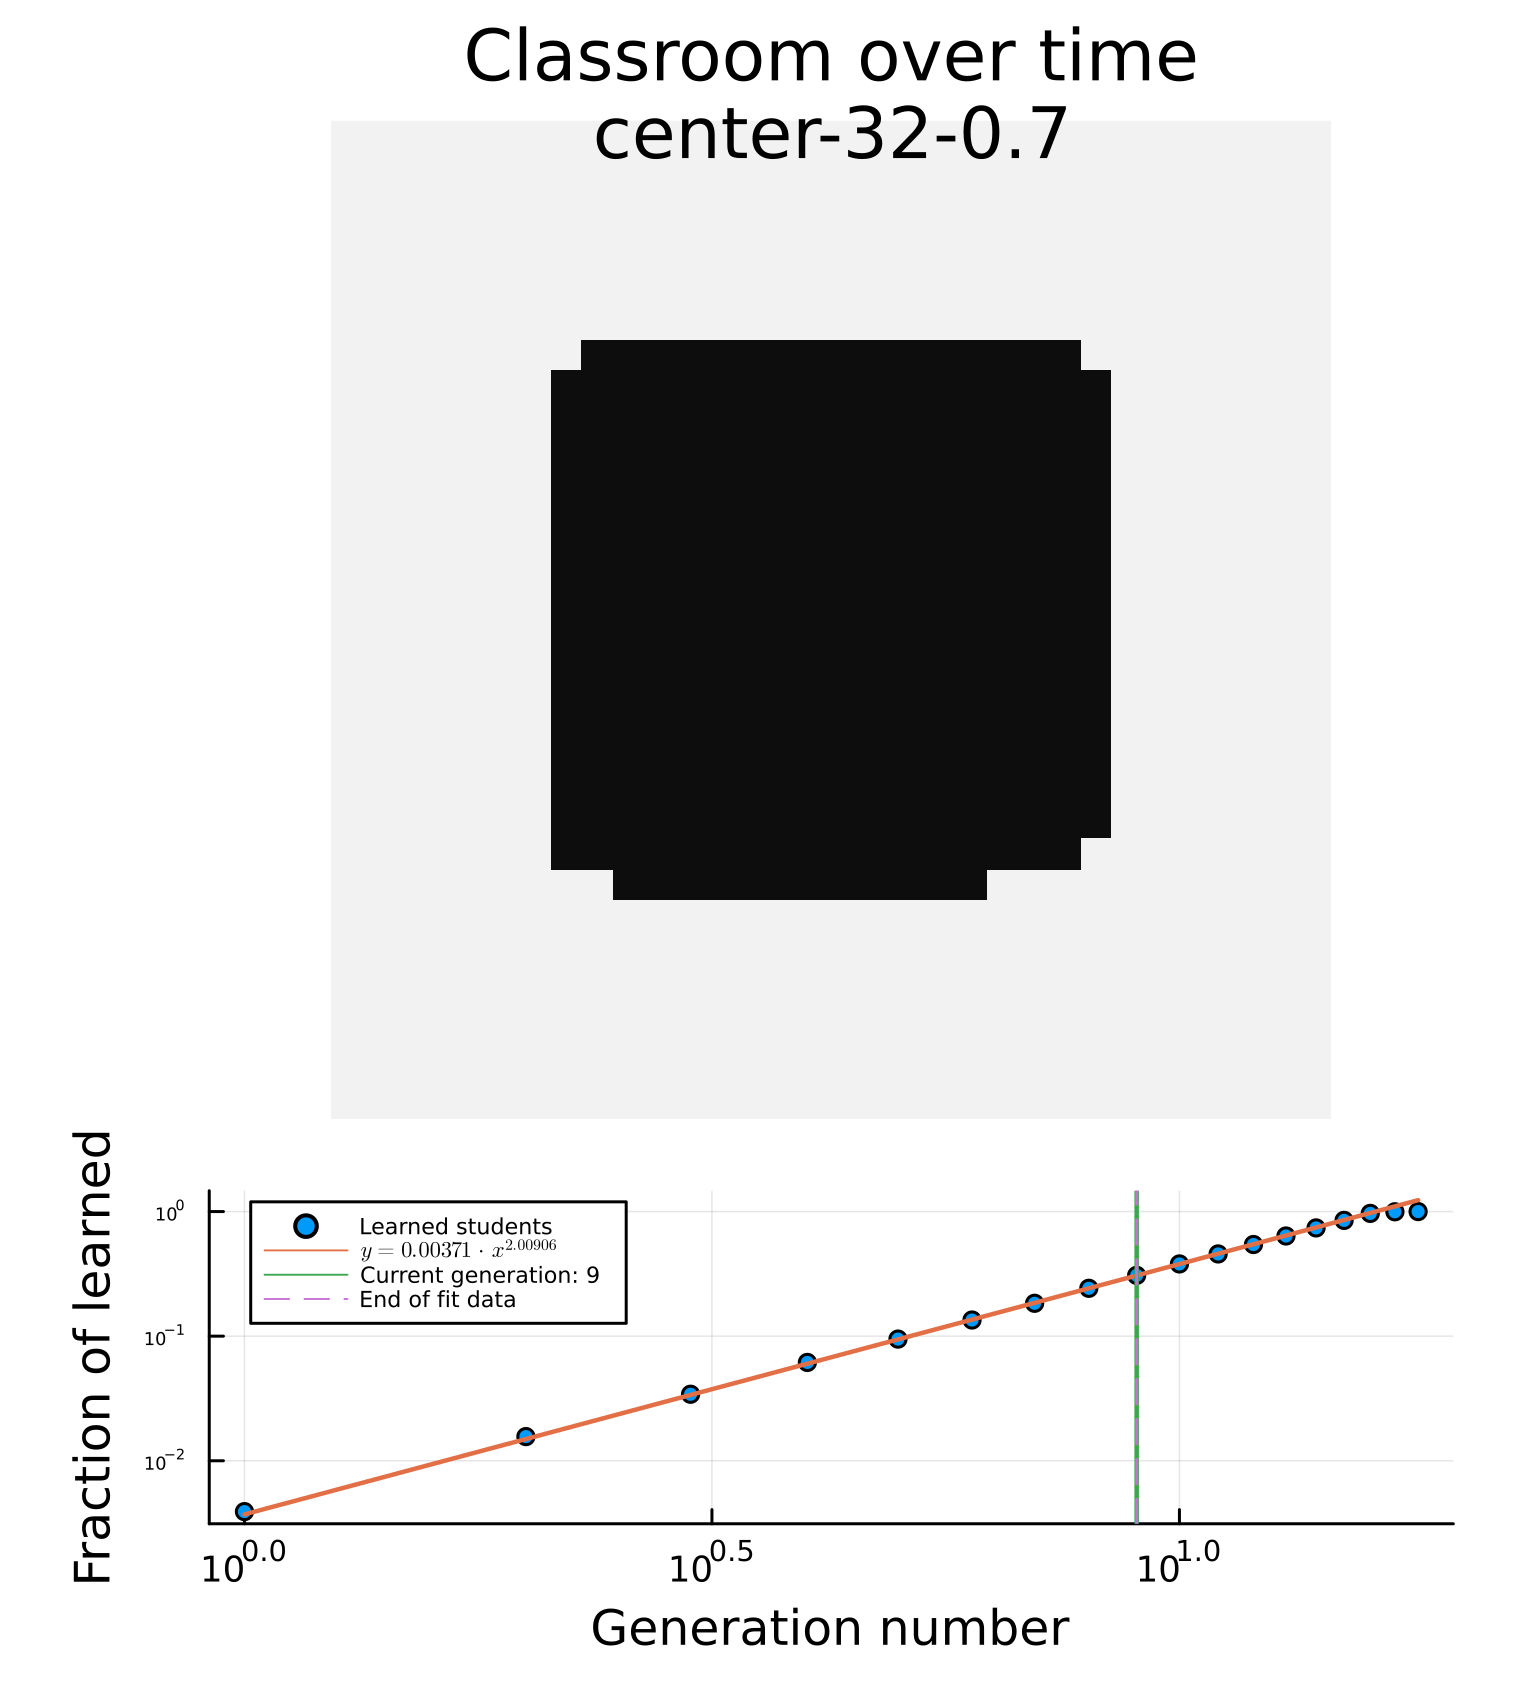 Classroom over time
center-32-0.7
Fraction of learned
10⁰
10⁻¹
10⁻²
Learned students
y = 0.00371 · x^2.00906
Current generation: 9
End of fit data
10^0.0
10^0.5
10^1.0
Generation number